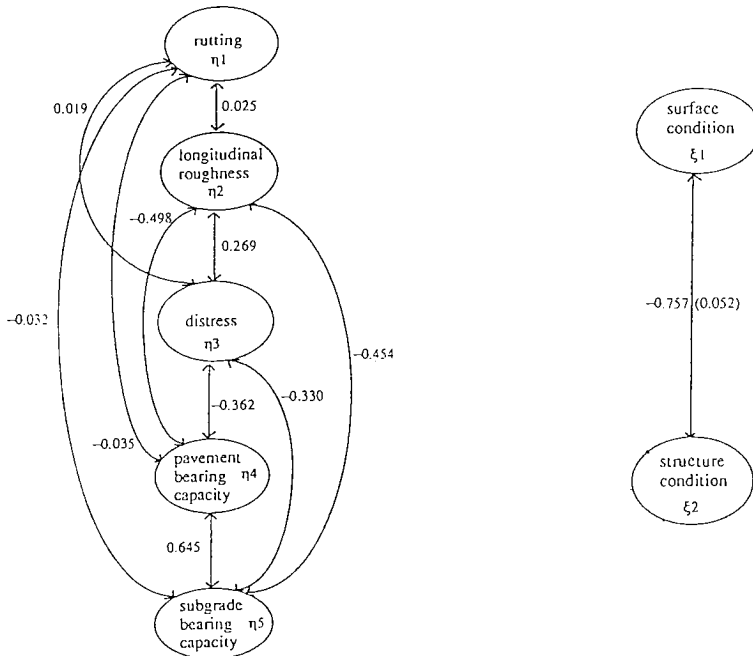 rutting
η1
0.019
0.025
longitudinal
roughness
η2
−0.498
0.269
distress
η3
−0.032
−0.454
−0.330
−0.362
−0.035
pavement
bearing η4
capacity
0.645
subgrade
bearing η5
capacity
surface
condition
ξ1
−0.757 (0.052)
structure
condition
ξ2